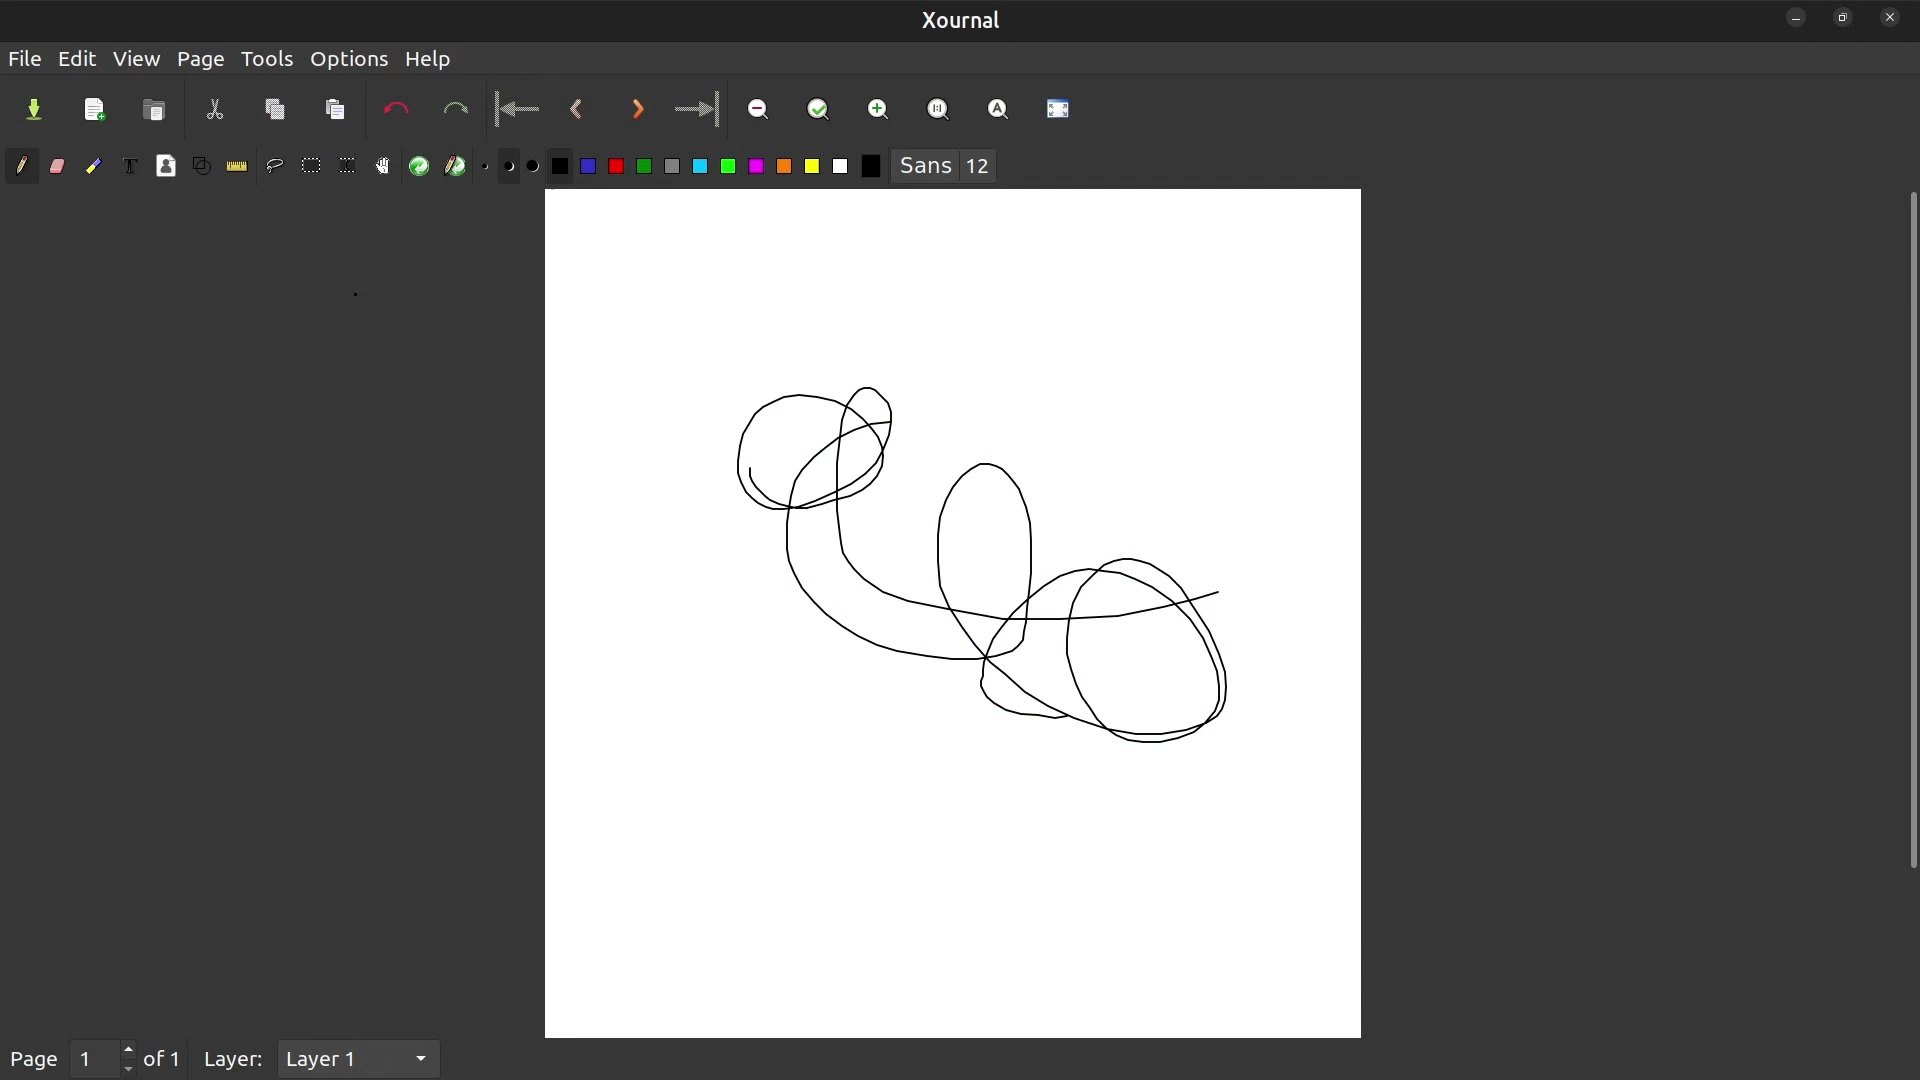 Xournal
File Edit View Page Tools Options Help
Sans 12
Page 1 of 1 Layer: Layer 1